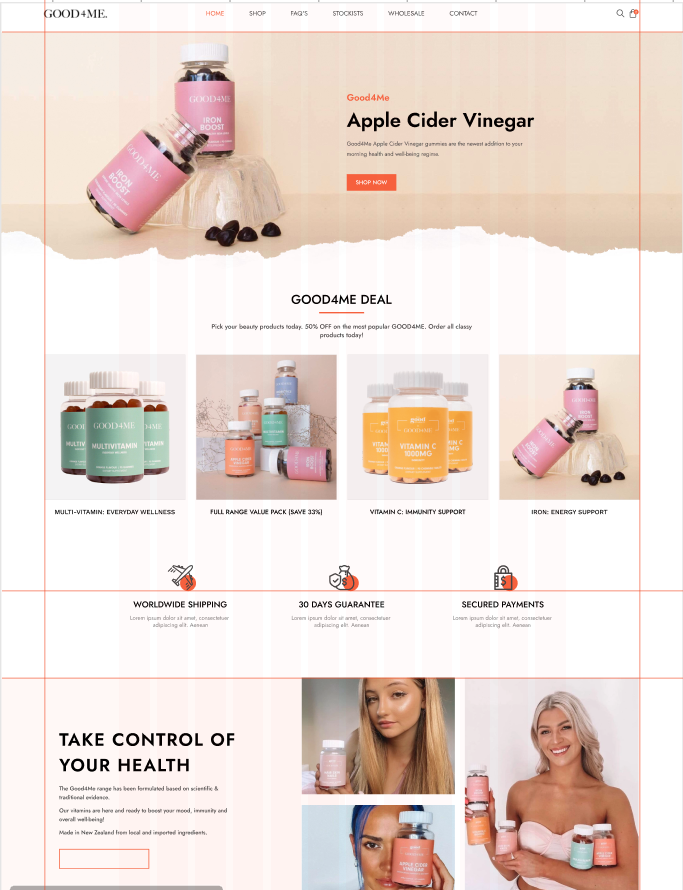 GOOD4ME.
HOME SHOP FAQ'S STOCKISTS WHOLESALE CONTACT
GOOD4ME
IRON
BOOST
GOOD4ME
IRON
BOOST
Good4Me
Apple Cider Vinegar
Good4Me Apple Cider Vinegar gummies are the newest addition to your
morning health and well-being regime.
SHOP NOW
GOOD4ME DEAL
Pick your beauty products today. 50% OFF on the most popular GOOD4ME. Order all classy
products today!
GOOD4ME
MULTIVITAMIN
GOOD4ME
VITAMIN C
1000MG
MULTI-VITAMIN: EVERYDAY WELLNESS
FULL RANGE VALUE PACK (SAVE 33%)
VITAMIN C: IMMUNITY SUPPORT
IRON: ENERGY SUPPORT
WORLDWIDE SHIPPING
Lorem ipsum dolor sit amet, consectetuer
adipiscing elit. Aenean
30 DAYS GUARANTEE
Lorem ipsum dolor sit amet, consectetuer
adipiscing elit. Aenean
SECURED PAYMENTS
Lorem ipsum dolor sit amet, consectetuer
adipiscing elit. Aenean
TAKE CONTROL OF
YOUR HEALTH
The Good4Me range has been formulated based on scientific &
traditional evidence.
Our vitamins are here and ready to boost your mood, immunity and
overall well-being!
Made in New Zealand from local and imported ingredients.
APPLE CIDER
VINEGAR